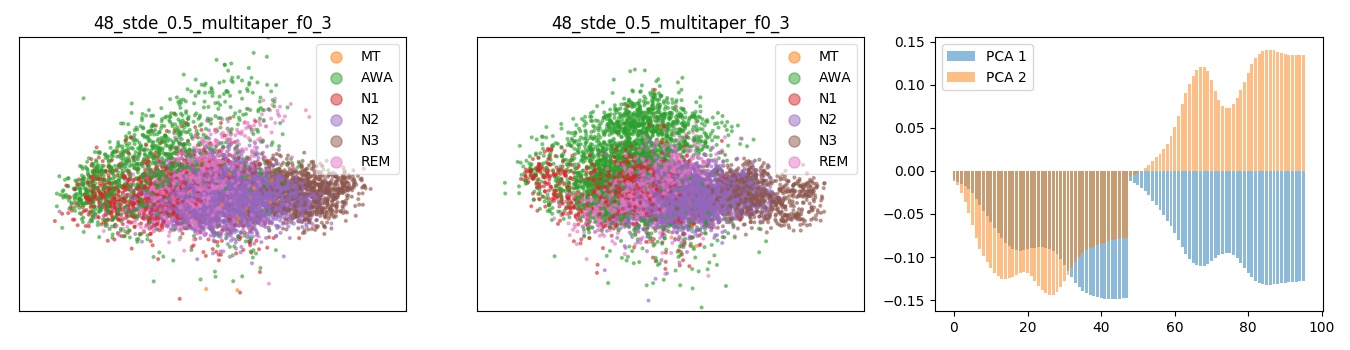 48_stde_0.5_multitaper_f0_3
MT
AWA
N1
N2
N3
REM
48_stde_0.5_multitaper_f0_3
MT
AWA
N1
N2
N3
REM
PCA 1
PCA 2
0.15
0.10
0.05
0.00
−0.05
−0.10
−0.15
0 20 40 60 80 100